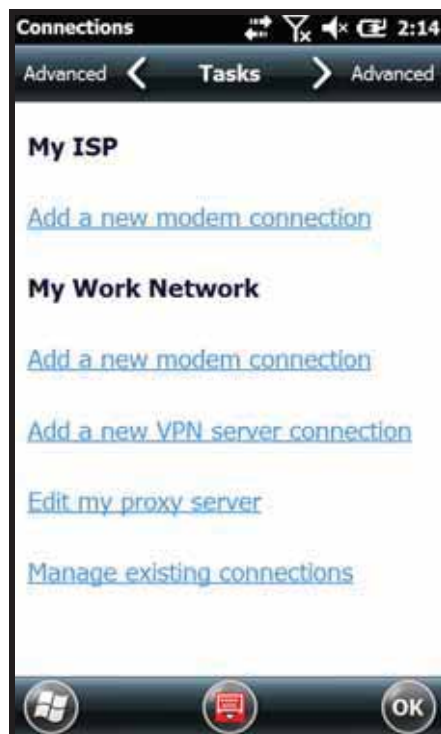 Connections 2:14
Advanced Tasks Advanced
My ISP
Add a new modem connection
My Work Network
Add a new modem connection
Add a new VPN server connection
Edit my proxy server
Manage existing connections
OK